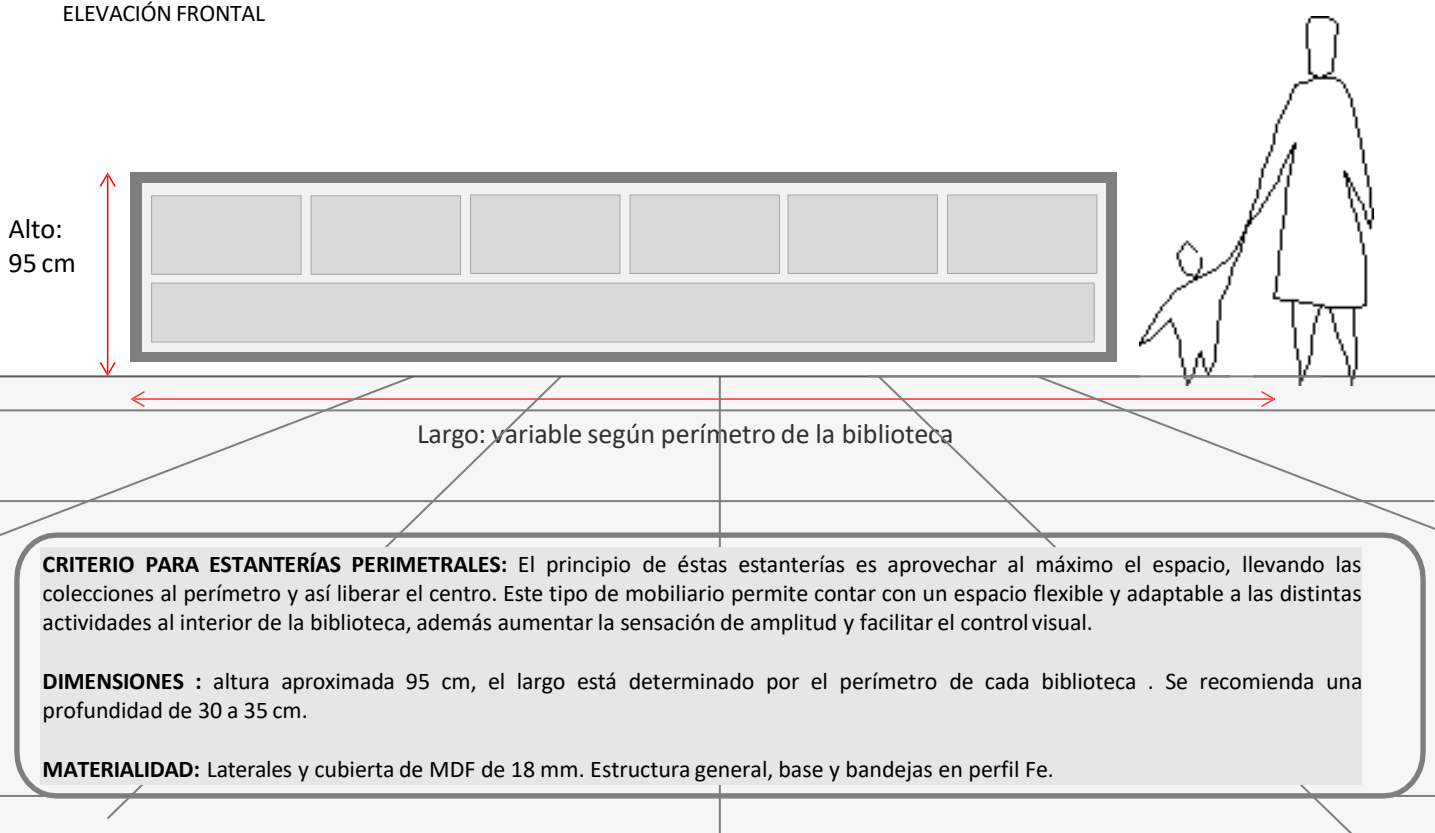 ELEVACIÓN FRONTAL
Alto:
95 cm
Largo: variable según perímetro de la biblioteca
CRITERIO PARA ESTANTERÍAS PERIMETRALES: El principio de éstas estanterías es aprovechar al máximo el espacio, llevando las
colecciones al perímetro y así liberar el centro. Este tipo de mobiliario permite contar con un espacio flexible y adaptable a las distintas
actividades al interior de la biblioteca, además aumentar la sensación de amplitud y facilitar el control visual.
DIMENSIONES : altura aproximada 95 cm, el largo está determinado por el perímetro de cada biblioteca . Se recomienda una
profundidad de 30 a 35 cm.
MATERIALIDAD: Laterales y cubierta de MDF de 18 mm. Estructura general, base y bandejas en perfil Fe.